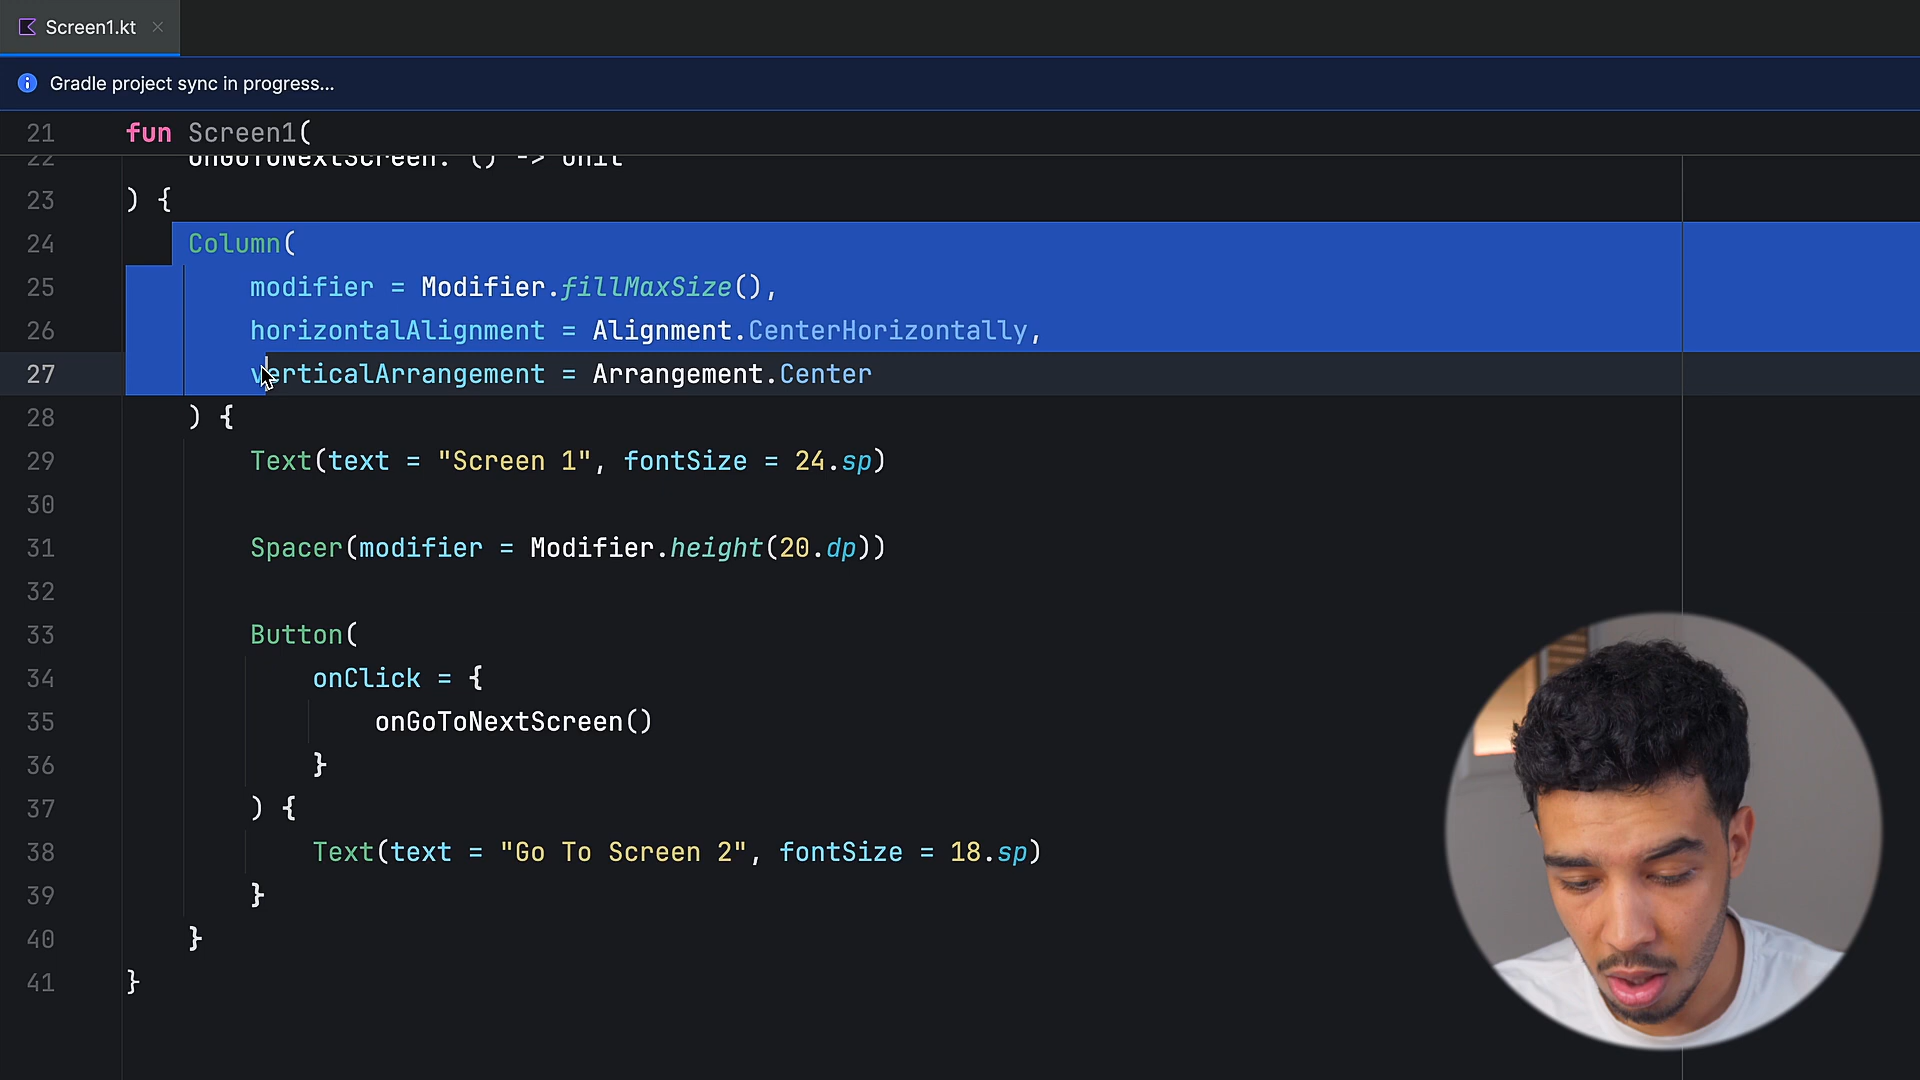 Screen1.kt
Gradle project sync in progress...
21 fun Screen1(
22 onGoToNextScreen: () -> Unit
23 ) {
24 Column(
25 modifier = Modifier.fillMaxSize(),
26 horizontalAlignment = Alignment.CenterHorizontally,
27 verticalArrangement = Arrangement.Center
28 ) {
29 Text(text = "Screen 1", fontSize = 24.sp)
30
31 Spacer(modifier = Modifier.height(20.dp))
32
33 Button(
34 onClick = {
35 onGoToNextScreen()
36 }
37 ) {
38 Text(text = "Go To Screen 2", fontSize = 18.sp)
39 }
40 }
41 }